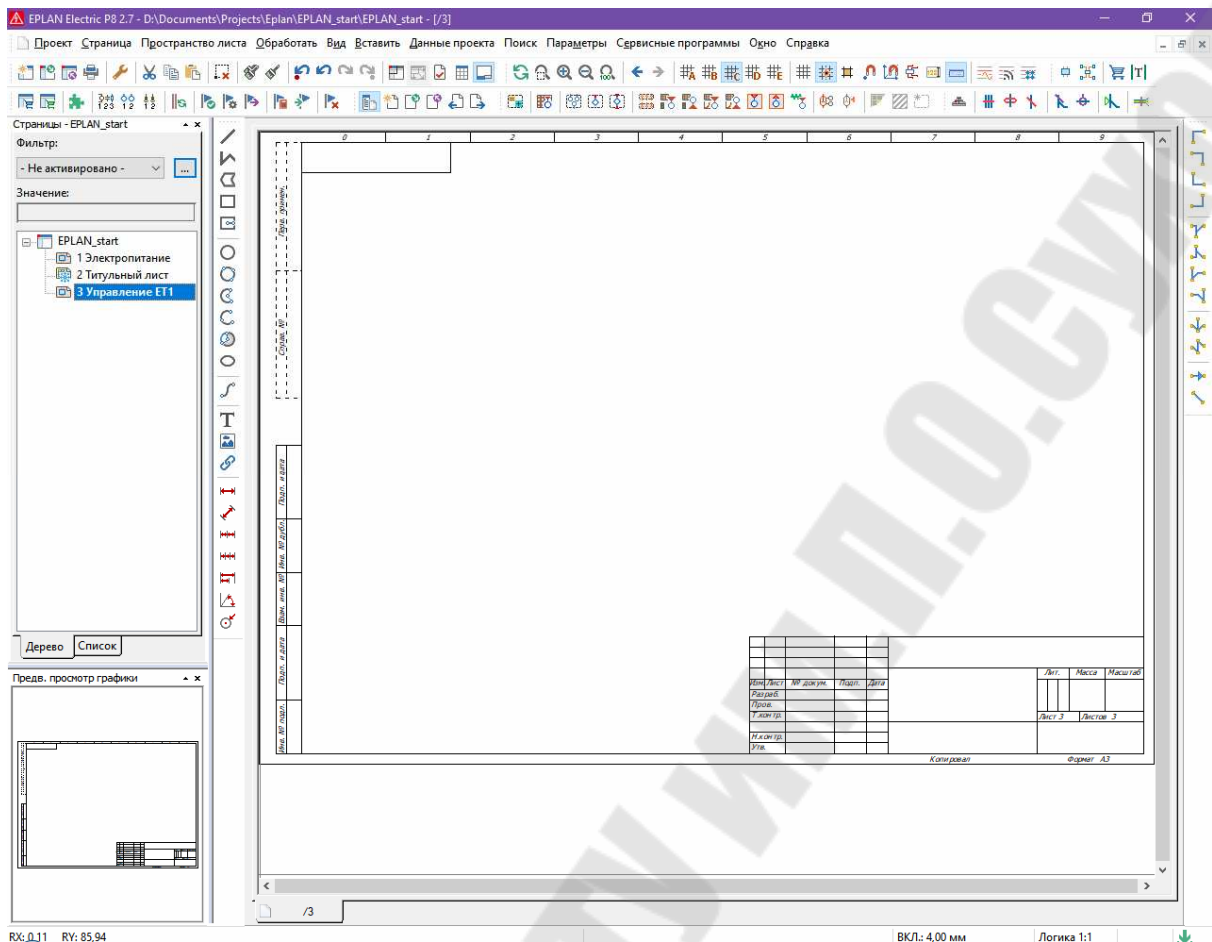 EPLAN Electric P8 2.7 - D:\Documents\Projects\Eplan\EPLAN_start\EPLAN_start - [/3]
Проект Страница Пространство листа Обработать Вид Вставить Данные проекта Поиск Параметры Сервисные программы Окно Справка
Страницы - EPLAN_start
Фильтр:
- Не активировано -
...
Значение:
EPLAN_start
1 Электропитание
2 Титульный лист
3 Управление ET1
Дерево Список
Предв. просмотр графики
0 1 2 3 4 5 6 7 8 9
Перв. примен.
Справ. №
Подп. и дата
Инв. № дубл.
Взам. инв. №
Подп. и дата
Инв. № подл.
Изм. Лист № докум. Подп. Дата
Разраб.
Пров.
Т.контр.
Н.контр.
Утв.
Лит. Масса Масштаб
Лист 3 Листов 3
Копировал Формат A3
/3
RX: 0,11 RY: 85,94 ВКЛ.: 4,00 мм Логика 1:1
ТУ ИМ.П.О.СУХО